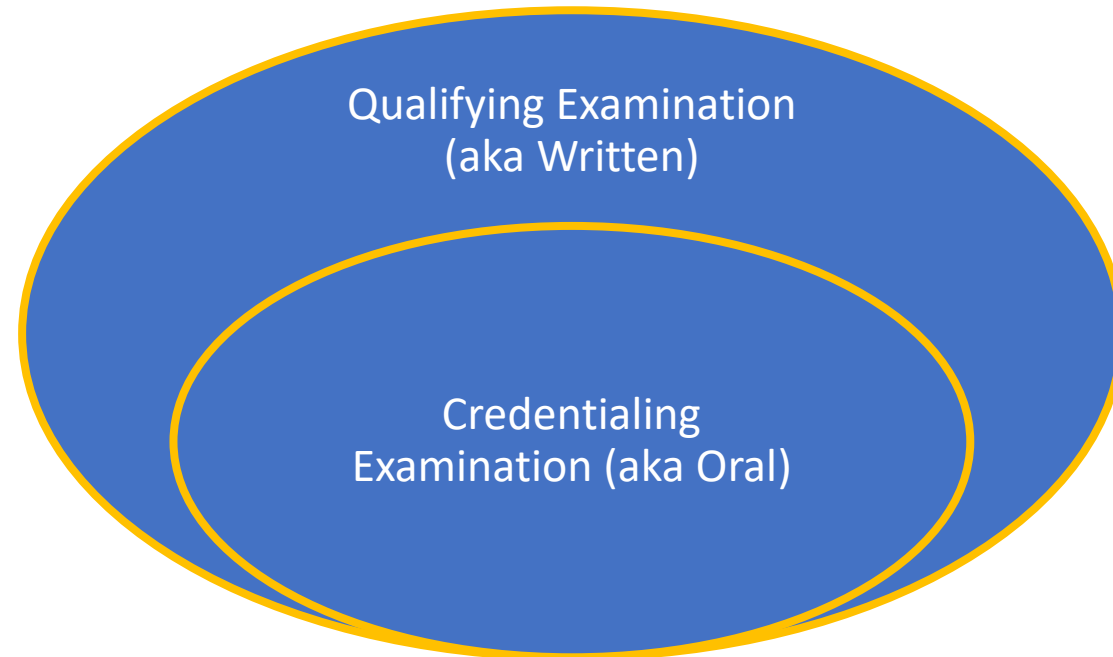 Qualifying Examination
(aka Written)
Credentialing
Examination (aka Oral)